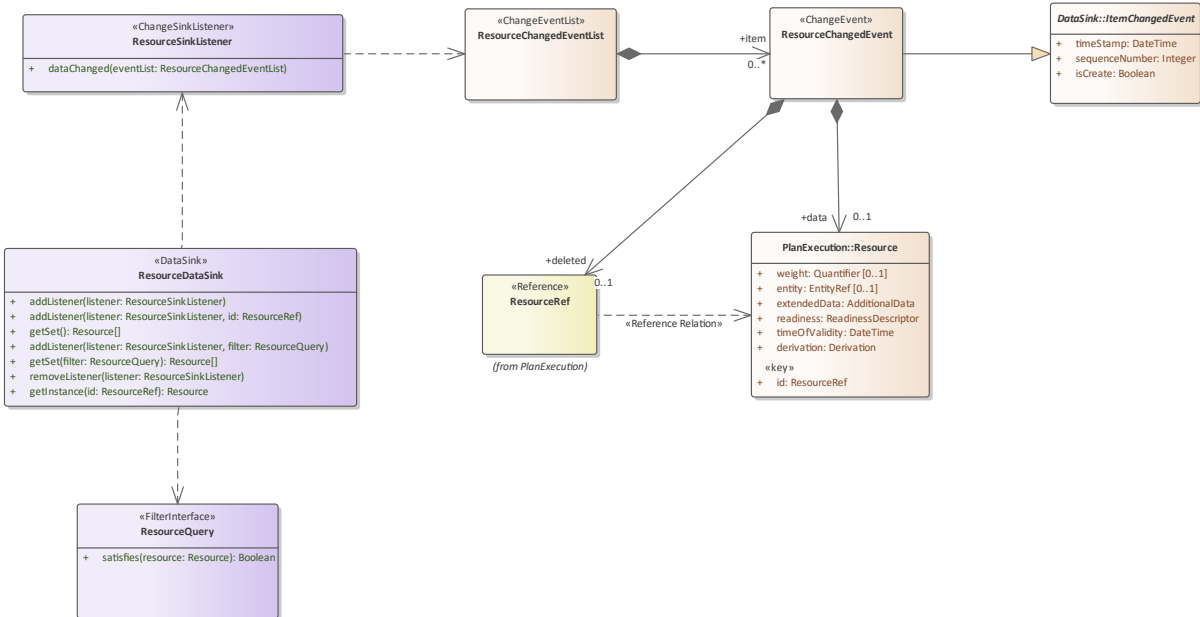 «ChangeSinkListener»
ResourceSinkListener
+ dataChanged(eventList: ResourceChangedEventList)
«ChangeEventList»
ResourceChangedEventList
+item
0..*
«ChangeEvent»
ResourceChangedEvent
DataSink::ItemChangedEvent
+ timeStamp: DateTime
+ sequenceNumber: Integer
+ isCreate: Boolean
«DataSink»
ResourceDataSink
+ addListener(listener: ResourceSinkListener)
+ addListener(listener: ResourceSinkListener, id: ResourceRef)
+ getSet(): Resource[]
+ addListener(listener: ResourceSinkListener, filter: ResourceQuery)
+ getSet(filter: ResourceQuery): Resource[]
+ removeListener(listener: ResourceSinkListener)
+ getInstance(id: ResourceRef): Resource
+deleted
0..1
«Reference»
ResourceRef
(from PlanExecution)
«Reference Relation»
+data
0..1
PlanExecution::Resource
+ weight: Quantifier [0..1]
+ entity: EntityRef [0..1]
+ extendedData: AdditionalData
+ readiness: ReadinessDescriptor
+ timeOfValidity: DateTime
+ derivation: Derivation
«key»
+ id: ResourceRef
«FilterInterface»
ResourceQuery
+ satisfies(resource: Resource): Boolean